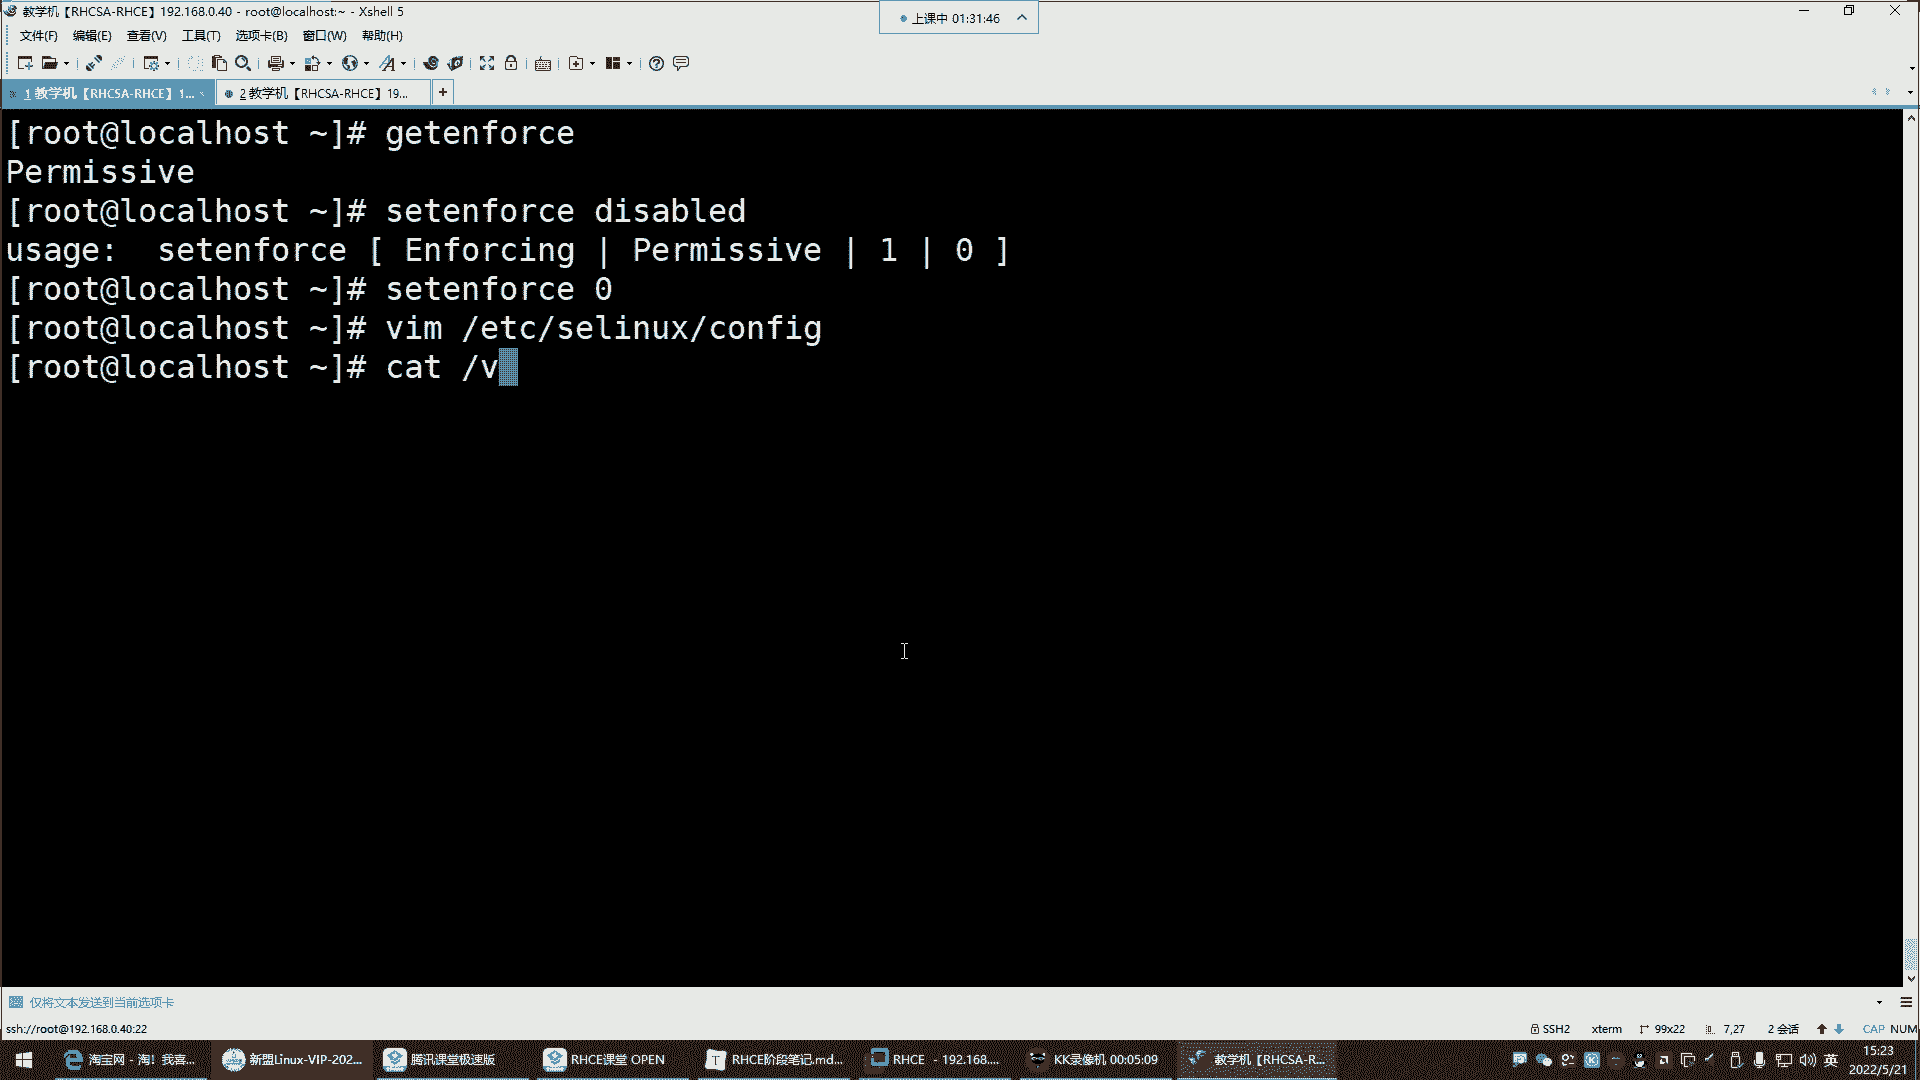 教学机【RHCSA-RHCE】192.168.0.40 - root@localhost:~ - Xshell 5
上课中 01:31:46
文件(F) 编辑(E) 查看(V) 工具(T) 选项卡(B) 窗口(W) 帮助(H)
1 教学机【RHCSA-RHCE】1...
2 教学机【RHCSA-RHCE】19...
[root@localhost ~]# getenforce
Permissive
[root@localhost ~]# setenforce disabled
usage:  setenforce [ Enforcing | Permissive | 1 | 0 ]
[root@localhost ~]# setenforce 0
[root@localhost ~]# vim /etc/selinux/config
[root@localhost ~]# cat /v
仅将文本发送到当前选项卡
ssh://root@192.168.0.40:22
SSH2 xterm 99x22 7,27 2 会话 CAP NUM
淘宝网 - 淘！我喜... 新盟Linux-VIP-202... 腾讯课堂极速版 RHCE课堂 OPEN RHCE阶段笔记.md... RHCE - 192.168.... KK录像机 00:05:09 教学机【RHCSA-R... 英 15:23
2022/5/21